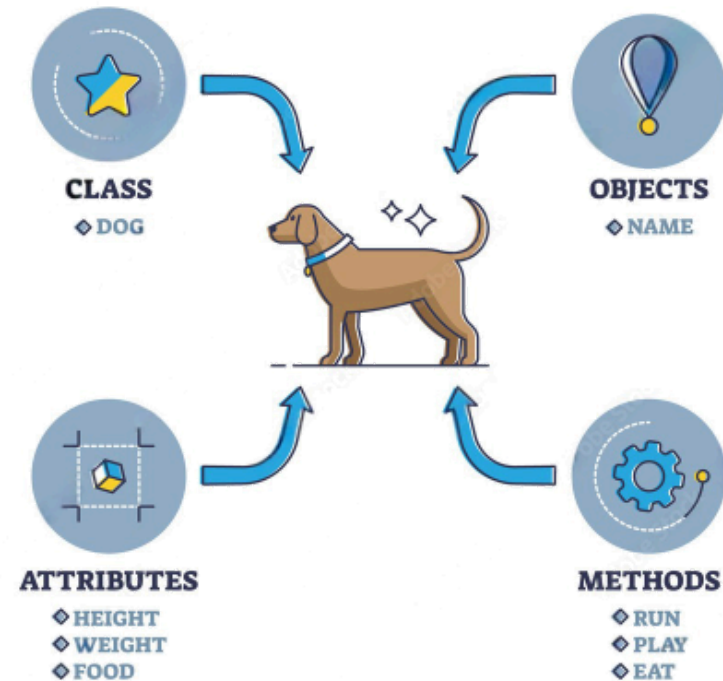 CLASS
DOG
OBJECTS
NAME
ATTRIBUTES
HEIGHT
WEIGHT
FOOD
METHODS
RUN
PLAY
EAT